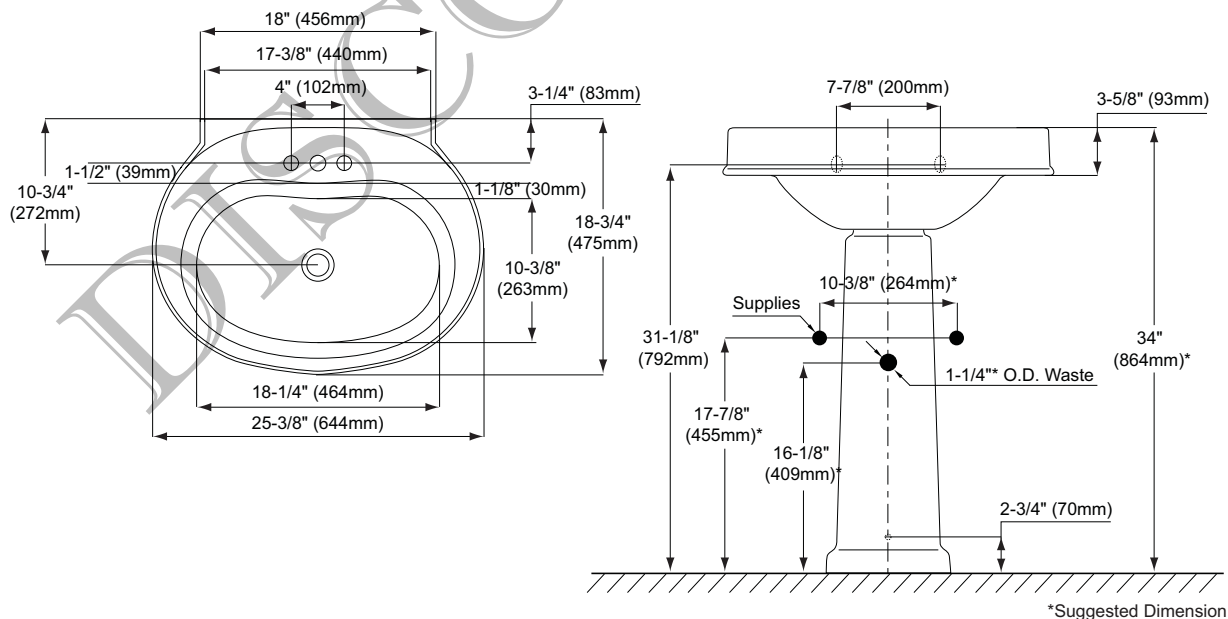 18" (456mm)
17-3/8" (440mm)
4" (102mm)
3-1/4" (83mm)
1-1/2" (39mm)
10-3/4"
(272mm)
1-1/8" (30mm)
18-3/4"
(475mm)
10-3/8"
(263mm)
18-1/4" (464mm)
25-3/8" (644mm)
DISCO
7-7/8" (200mm)
3-5/8" (93mm)
10-3/8" (264mm)*
Supplies
31-1/8"
(792mm)
34"
(864mm)*
1-1/4"* O.D. Waste
17-7/8"
(455mm)*
16-1/8"
(409mm)*
2-3/4" (70mm)
*Suggested Dimension